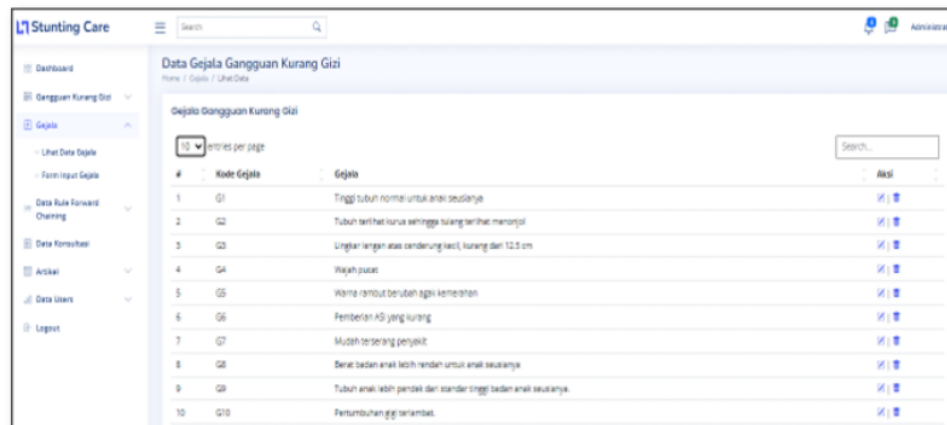 Stunting Care
Search
Administrat
Dashboard
Gangguan Kurang Gizi
Gejala
Lihat Data Gejala
Form Input Gejala
Data Rule Forward
Chaining
Data Konsultasi
Artikel
Data Users
Logout
Data Gejala Gangguan Kurang Gizi
Home / Gejala / Lihat Data
Gejala Gangguan Kurang Gizi
10 entries per page
Search...
# Kode Gejala Gejala Aksi
1 G1 Tinggi tubuh normal untuk anak seusianya |
2 G2 Tubuh terlihat kurus sehingga tulang terlihat menonjol |
3 G3 Lingkar lengan atas cenderung kecil, kurang dari 12.5 cm |
4 G4 Wajah pucat |
5 G5 Warna rambut berubah agak kemerahan |
6 G6 Pemberian ASI yang kurang |
7 G7 Mudah terserang penyakit |
8 G8 Berat badan anak lebih rendah untuk anak seusianya |
9 G9 Tubuh anak lebih pendek dari standar tinggi badan anak seusianya. |
10 G10 Pertumbuhan gigi terlambat. |